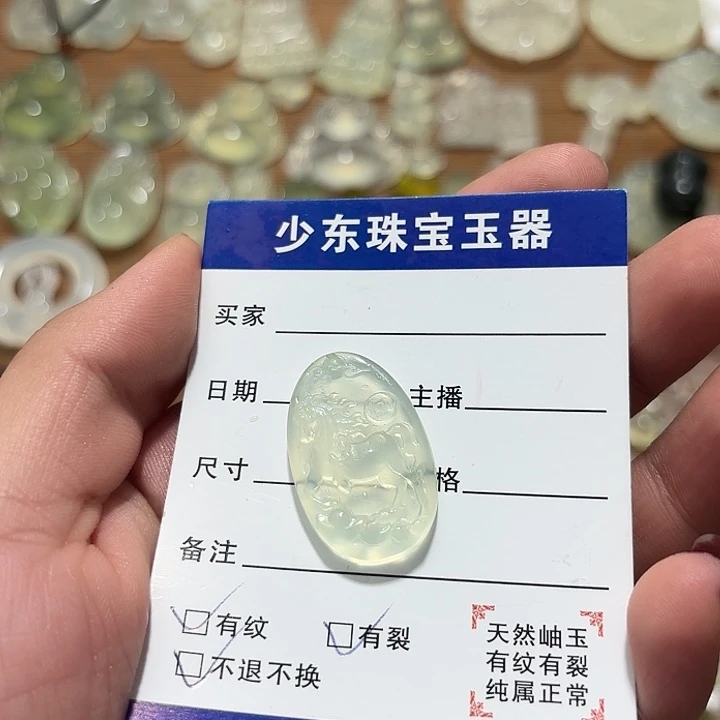 少东珠宝玉器
买家
日期 主播
尺寸 格
备注
有纹 有裂
不退不换
天然岫玉
有纹有裂
纯属正常